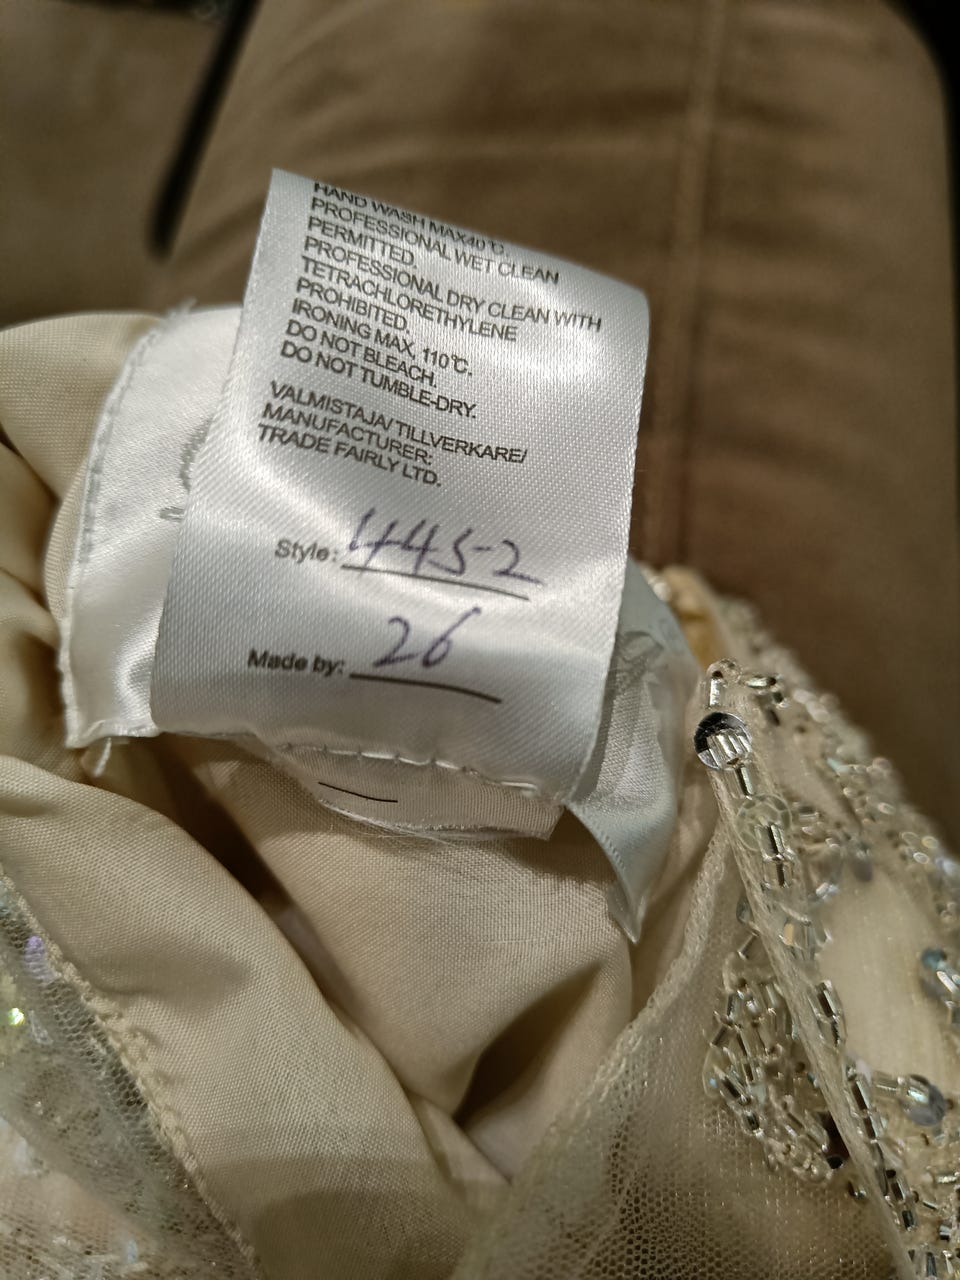 HAND WASH MAX40℃.
PROFESSIONAL WET CLEAN
PERMITTED.
PROFESSIONAL DRY CLEAN WITH
TETRACHLORETHYLENE
PROHIBITED.
IRONING MAX, 110℃.
DO NOT BLEACH.
DO NOT TUMBLE-DRY.
VALMISTAJA/TILLVERKARE/
MANUFACTURER:
TRADE FAIRLY LTD.
Style: 445-2
Made by: 26